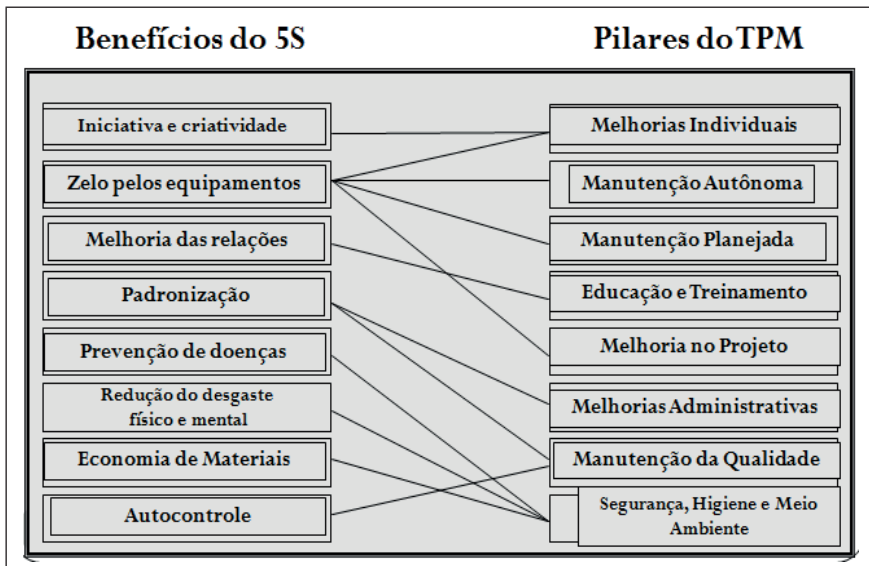 Benefícios do 5S
Pilares do TPM
Iniciativa e criatividade
Zelo pelos equipamentos
Melhoria das relações
Padronização
Prevenção de doenças
Redução do desgaste
físico e mental
Economia de Materiais
Autocontrole
Melhorias Individuais
Manutenção Autônoma
Manutenção Planejada
Educação e Treinamento
Melhoria no Projeto
Melhorias Administrativas
Manutenção da Qualidade
Segurança, Higiene e Meio
Ambiente